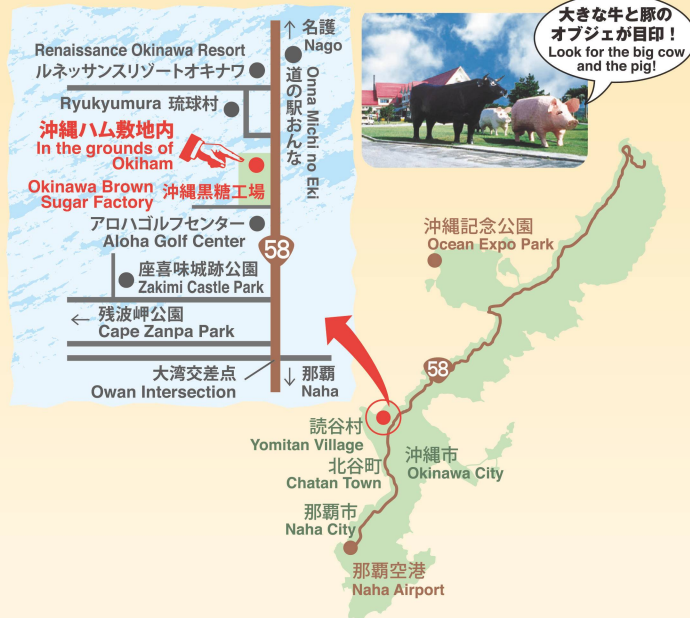 ↑ 名護
Nago
Renaissance Okinawa Resort
ルネッサンスリゾートオキナワ
道の駅おんな
Onna Michi no Eki
Ryukyumura 琉球村
沖縄ハム敷地内
In the grounds of
Okiham
Okinawa Brown
Sugar Factory
沖縄黒糖工場
アロハゴルフセンター
Aloha Golf Center
58
座喜味城跡公園
Zakimi Castle Park
← 残波岬公園
Cape Zanpa Park
大湾交差点
Owan Intersection
↓ 那覇
Naha
大きな牛と豚の
オブジェが目印！
Look for the big cow
and the pig!
沖縄記念公園
Ocean Expo Park
58
読谷村
Yomitan Village
北谷町
Chatan Town
沖縄市
Okinawa City
那覇市
Naha City
那覇空港
Naha Airport